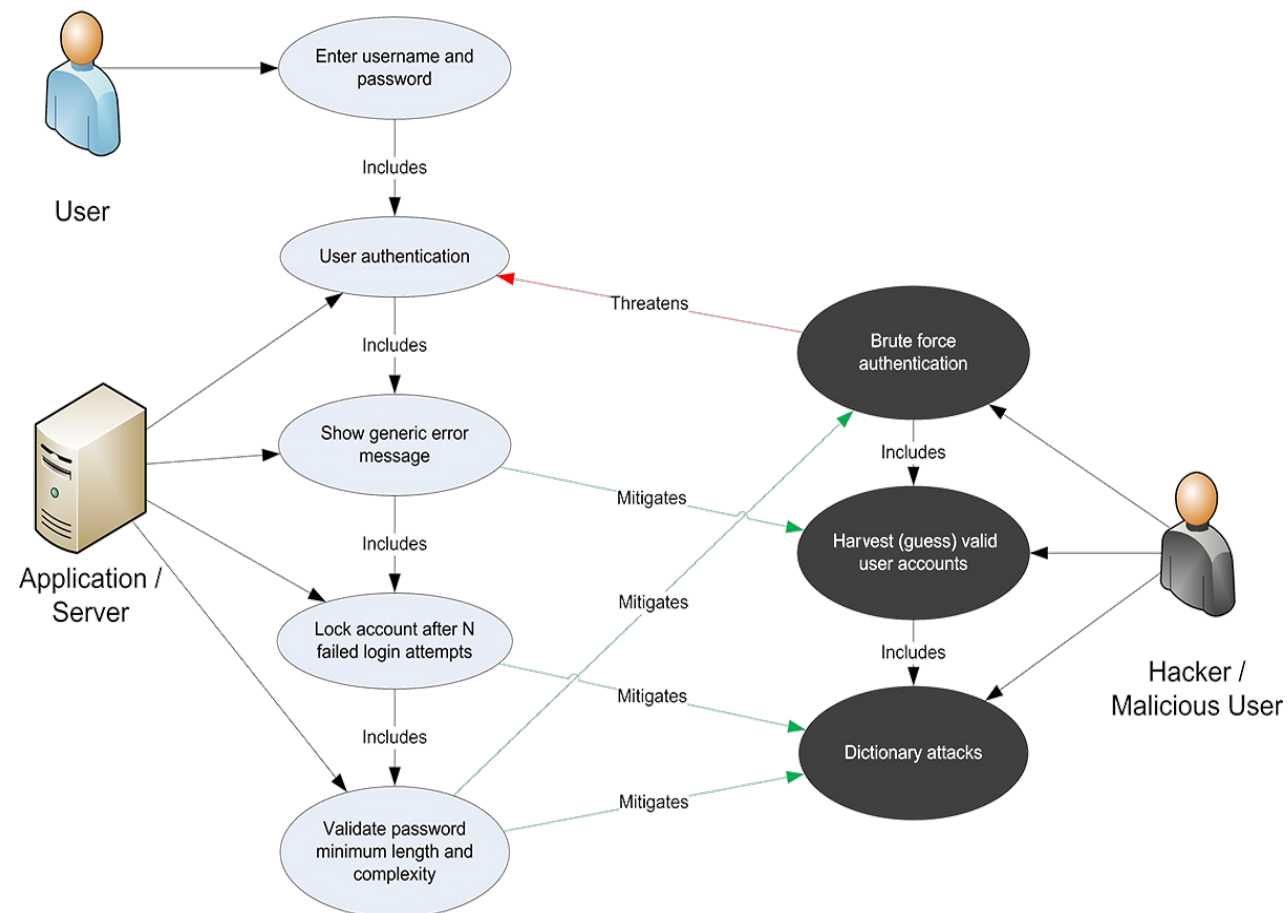 Enter username and
password
Includes
User
User authentication
Threatens
Includes
Brute force
authentication
Show generic error
message
Includes
Mitigates
Includes
Harvest (guess) valid
user accounts
Application /
Server
Mitigates
Lock account after N
failed login attempts
Includes
Hacker /
Malicious User
Mitigates
Includes
Dictionary attacks
Mitigates
Validate password
minimum length and
complexity